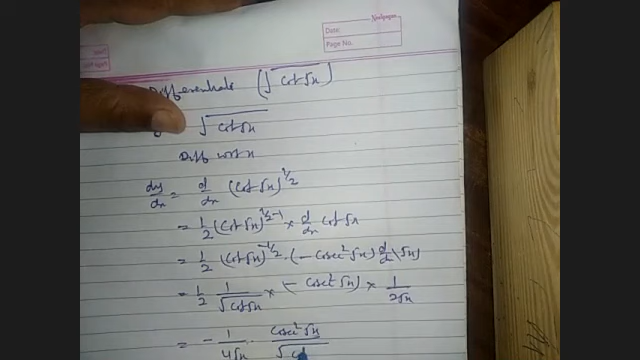 Date:
Page No.
Differentiate (√cot√x)
√cot√x
Diff wrt x
dy/dx = d/dx (cot√x)^1/2
= 1/2 (cot√x)^1/2-1 × d/dx cot√x
= 1/2 (cot√x)^-1/2 · (-cosec²√x) d/dx (√x)
= 1/2 1/√cot√x × (-cosec²√x) × 1/2√x
= - 1/4√x · cosec²√x/√cot